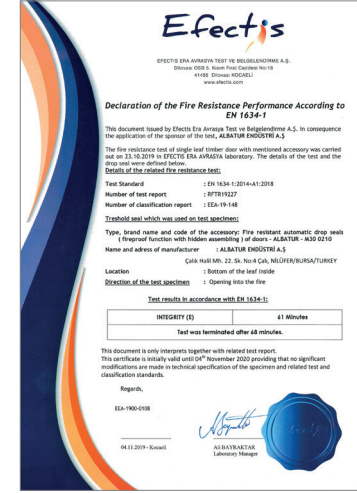 Efectis
EFECTIS ERA AVRASYA TEST VE BELGELENDİRME A.Ş.
Dilovası OSB 5. Kısım Fırat Caddesi No:18
41455 Dilovası KOCAELİ
www.efectis.com
Declaration of the Fire Resistance Performance According to
EN 1634-1
This document issued by Efectis Era Avrasya Test ve Belgelendirme A.Ş. in consequence
the application of the sponsor of the test, ALBATUR ENDÜSTRİ A.Ş
The fire resistance test of single leaf timber door with mentioned accessory was carried
out on 23.10.2019 in EFECTIS ERA AVRASYA laboratory. The details of the test and the
drop seal were defined below.
Details of the related fire resistance test:
Test Standard : EN 1634-1:2014+A1:2018
Number of test report : RFTR19227
Number of classification report : EEA-19-148
Treshold seal which was used on test specimen:
Type, brand name and code of the accessory: Fire resistant automatic drop seals
( fireproof function with hidden assembling ) of doors - ALBATUR - M30 0210
Name and adress of manufacturer : ALBATUR ENDÜSTRİ A.Ş
Çalık Halil Mh. 22. Sk. No:4 Çalı, NİLÜFER/BURSA/TURKEY
Location : Bottom of the leaf inside
Direction of the test specimen : Opening into the fire
Test results in accordance with EN 1634-1:
INTEGRITY (E) 61 Minutes
Test was terminated after 68 minutes.
This document is only interprets together with related test report.
This certificate is initially valid until 04th November 2020 providing that no significant
modifications are made in technical specification of the specimen and related test and
classification standards.
Regards,
EEA-1900-0108
04.11.2019 - Kocaeli
Ali BAYRAKTAR
Laboratory Manager